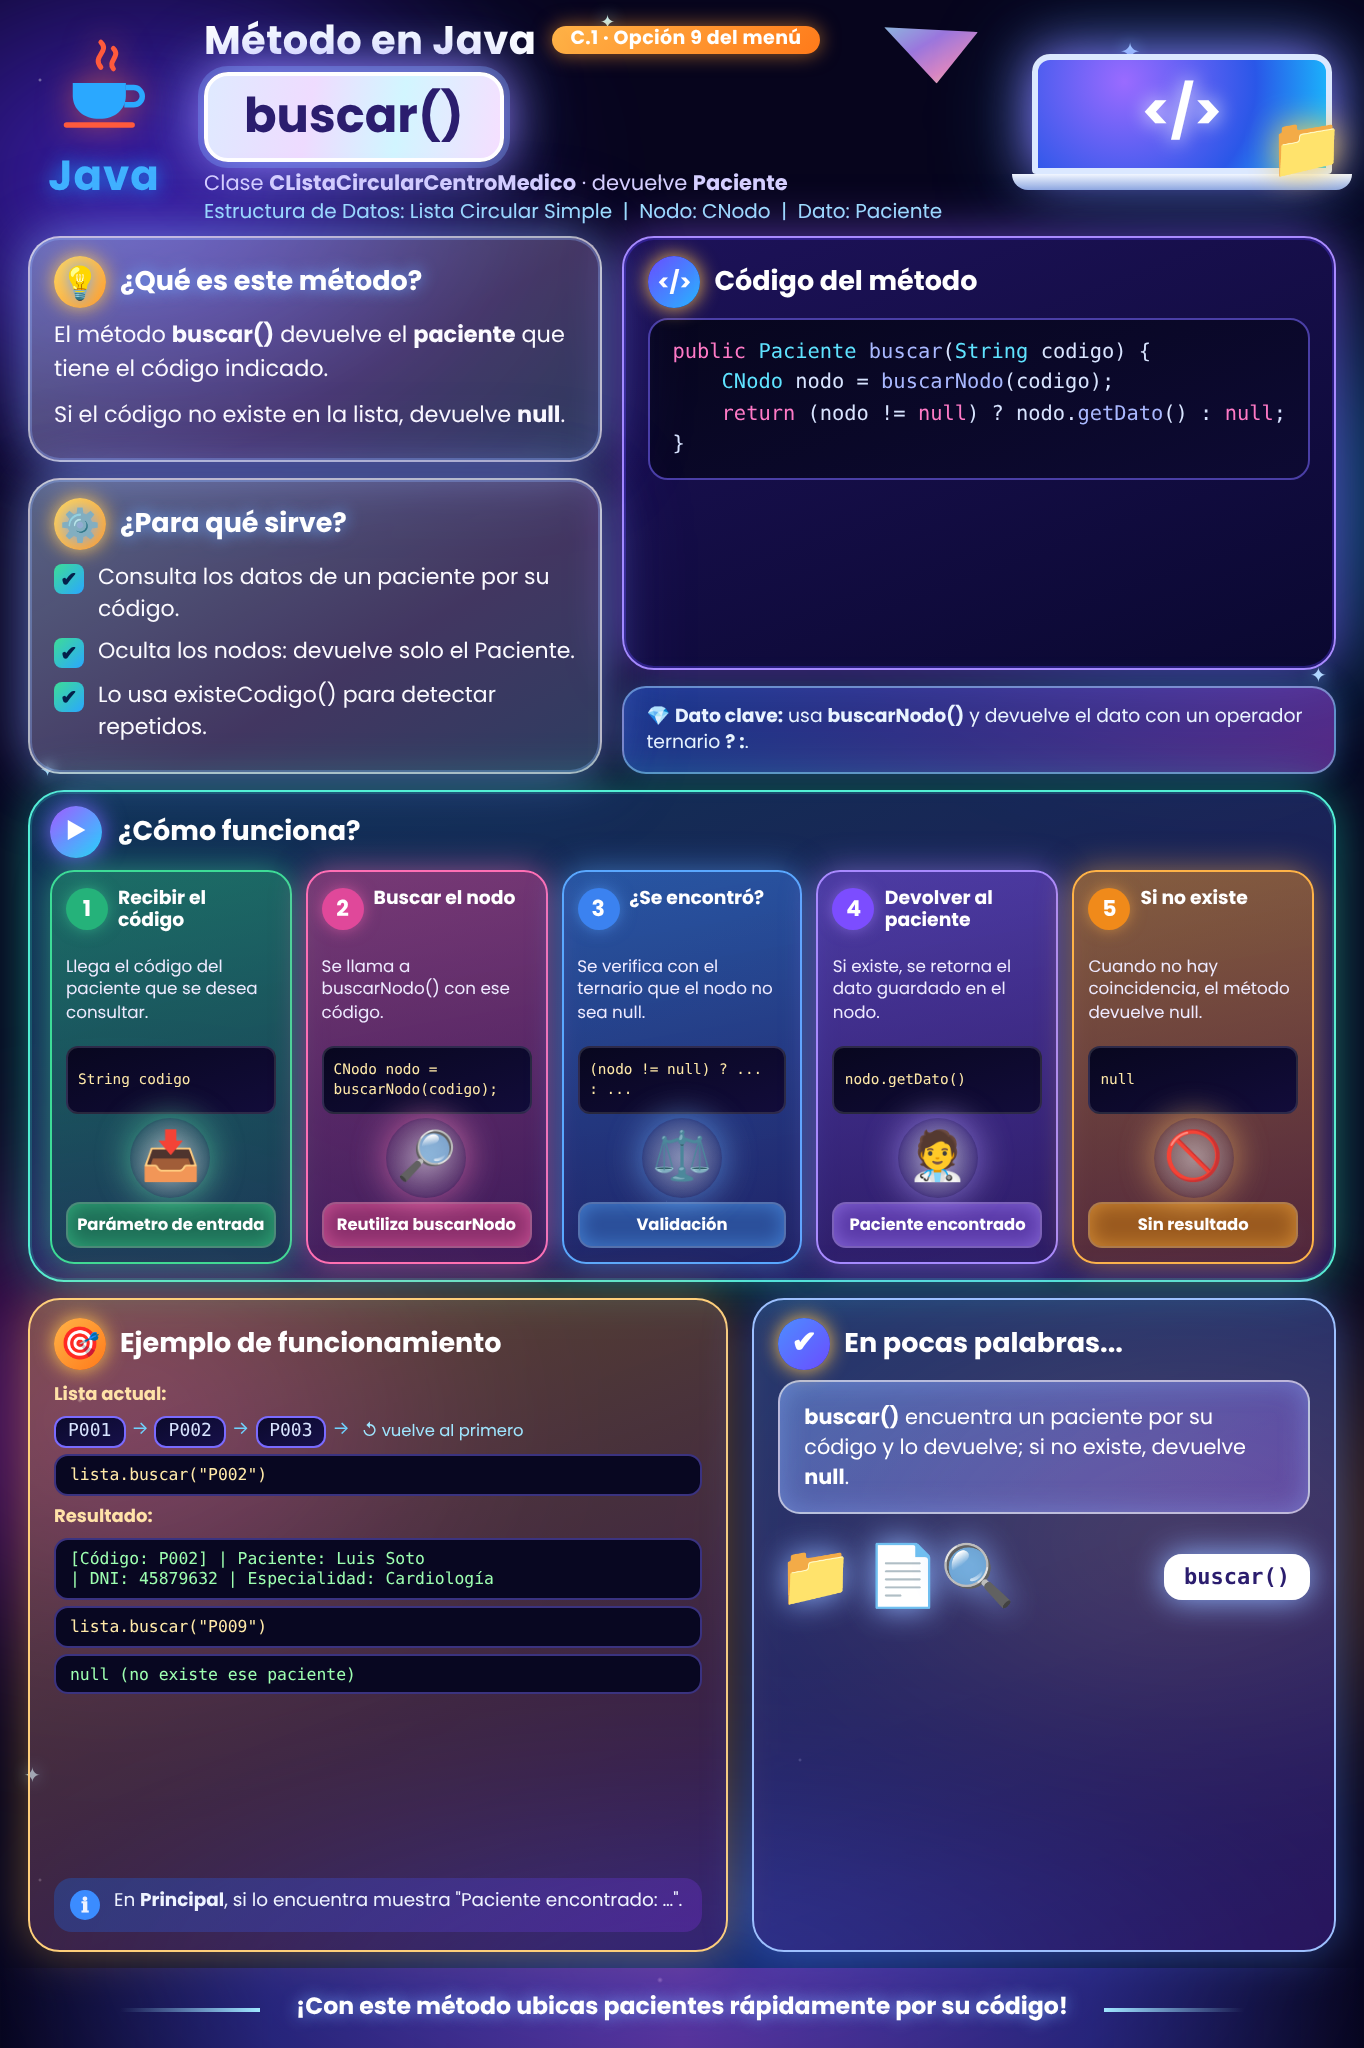 Java
Método en Java
C.1 · Opción 9 del menú
buscar()
Clase CListaCircularCentroMedico · devuelve Paciente
Estructura de Datos: Lista Circular Simple | Nodo: CNodo | Dato: Paciente
</>
💡 ¿Qué es este método?
El método buscar() devuelve el paciente que
tiene el código indicado.
Si el código no existe en la lista, devuelve null.
⚙️ ¿Para qué sirve?
✔ Consulta los datos de un paciente por su
código.
✔ Oculta los nodos: devuelve solo el Paciente.
✔ Lo usa existeCodigo() para detectar
repetidos.
</> Código del método
public Paciente buscar(String codigo) {
    CNodo nodo = buscarNodo(codigo);
    return (nodo != null) ? nodo.getDato() : null;
}
💎 Dato clave: usa buscarNodo() y devuelve el dato con un operador
ternario ? :.
▶ ¿Cómo funciona?
1 Recibir el
código
Llega el código del
paciente que se desea
consultar.
String codigo
Parámetro de entrada
2 Buscar el nodo
Se llama a
buscarNodo() con ese
código.
CNodo nodo =
buscarNodo(codigo);
Reutiliza buscarNodo
3 ¿Se encontró?
Se verifica con el
ternario que el nodo no
sea null.
(nodo != null) ? ...
: ...
Validación
4 Devolver al
paciente
Si existe, se retorna el
dato guardado en el
nodo.
nodo.getDato()
Paciente encontrado
5 Si no existe
Cuando no hay
coincidencia, el método
devuelve null.
null
Sin resultado
🎯 Ejemplo de funcionamiento
Lista actual:
P001 → P002 → P003 → ↺ vuelve al primero
lista.buscar("P002")
Resultado:
[Código: P002] | Paciente: Luis Soto
| DNI: 45879632 | Especialidad: Cardiología
lista.buscar("P009")
null (no existe ese paciente)
ℹ En Principal, si lo encuentra muestra "Paciente encontrado: ...".
✔ En pocas palabras...
buscar() encuentra un paciente por su
código y lo devuelve; si no existe, devuelve
null.
buscar()
¡Con este método ubicas pacientes rápidamente por su código!